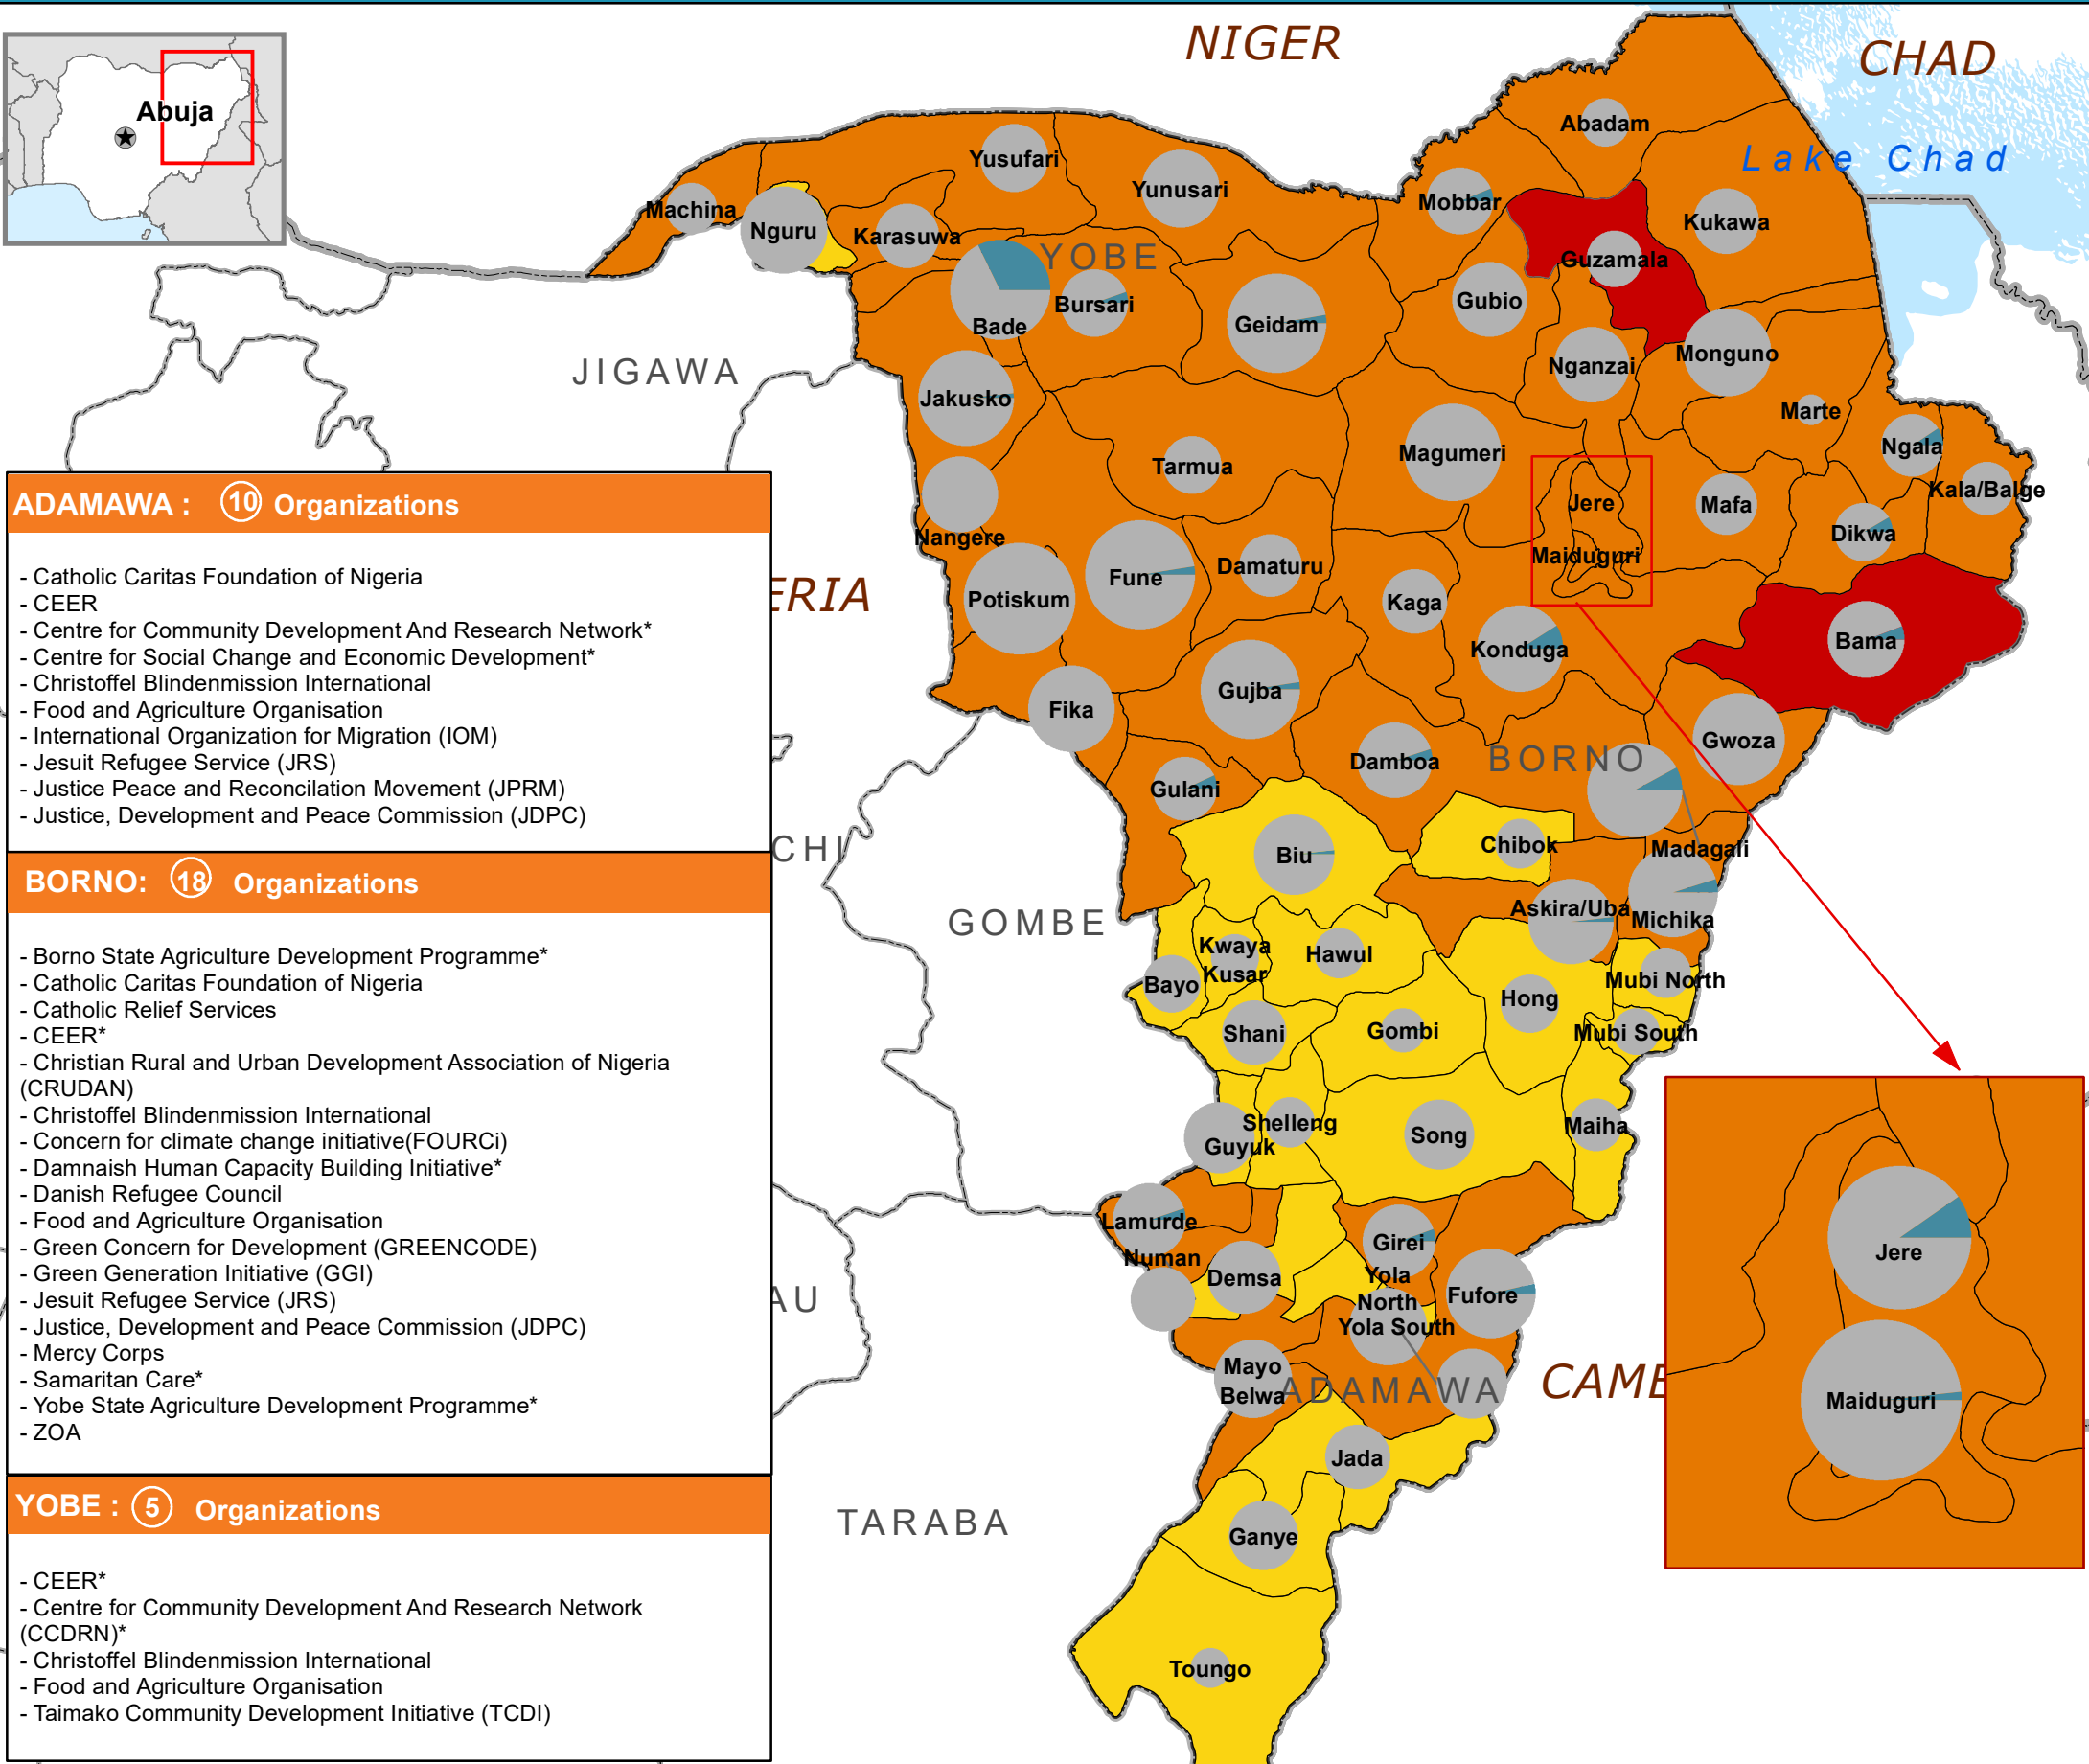 NIGER
CHAD
Abuja
Abadam
Lake Chad
Yusufari
Yunusari
Machina
Mobbar
Kukawa
Nguru
Karasuwa
YOBE
Guzamala
Bursari
Gubio
Bade
Geidam
Monguno
JIGAWA
Nganzai
Jakusko
Marte
Ngala
Magumeri
Tarmua
Kala/Balge
Jere
Mafa
Dikwa
Nangere
Maiduguri
Damaturu
Fune
ERIA
Potiskum
Kaga
Konduga
Bama
Gujba
Fika
Gwoza
BORNO
Damboa
Gulani
CHI
Chibok
Madagali
Biu
Askira/Uba
Michika
GOMBE
Kwaya
Kusar
Hawul
Bayo
Mubi North
Hong
Shani
Gombi
Mubi South
Shelleng
Guyuk
Song
Maiha
Lamurde
Girei
Numan
Demsa
Yola
North
Fufore
AU
Yola South
Mayo
Belwa
ADAMAWA
CAME
Jada
TARABA
Ganye
Toungo
Jere
Maiduguri
ADAMAWA : 10 Organizations
- Catholic Caritas Foundation of Nigeria
- CEER
- Centre for Community Development And Research Network*
- Centre for Social Change and Economic Development*
- Christoffel Blindenmission International
- Food and Agriculture Organisation
- International Organization for Migration (IOM)
- Jesuit Refugee Service (JRS)
- Justice Peace and Reconcilation Movement (JPRM)
- Justice, Development and Peace Commission (JDPC)
BORNO: 18 Organizations
- Borno State Agriculture Development Programme*
- Catholic Caritas Foundation of Nigeria
- Catholic Relief Services
- CEER*
- Christian Rural and Urban Development Association of Nigeria
(CRUDAN)
- Christoffel Blindenmission International
- Concern for climate change initiative(FOURCi)
- Damnaish Human Capacity Building Initiative*
- Danish Refugee Council
- Food and Agriculture Organisation
- Green Concern for Development (GREENCODE)
- Green Generation Initiative (GGI)
- Jesuit Refugee Service (JRS)
- Justice, Development and Peace Commission (JDPC)
- Mercy Corps
- Samaritan Care*
- Yobe State Agriculture Development Programme*
- ZOA
YOBE : 5 Organizations
- CEER*
- Centre for Community Development And Research Network
(CCDRN)*
- Christoffel Blindenmission International
- Food and Agriculture Organisation
- Taimako Community Development Initiative (TCDI)